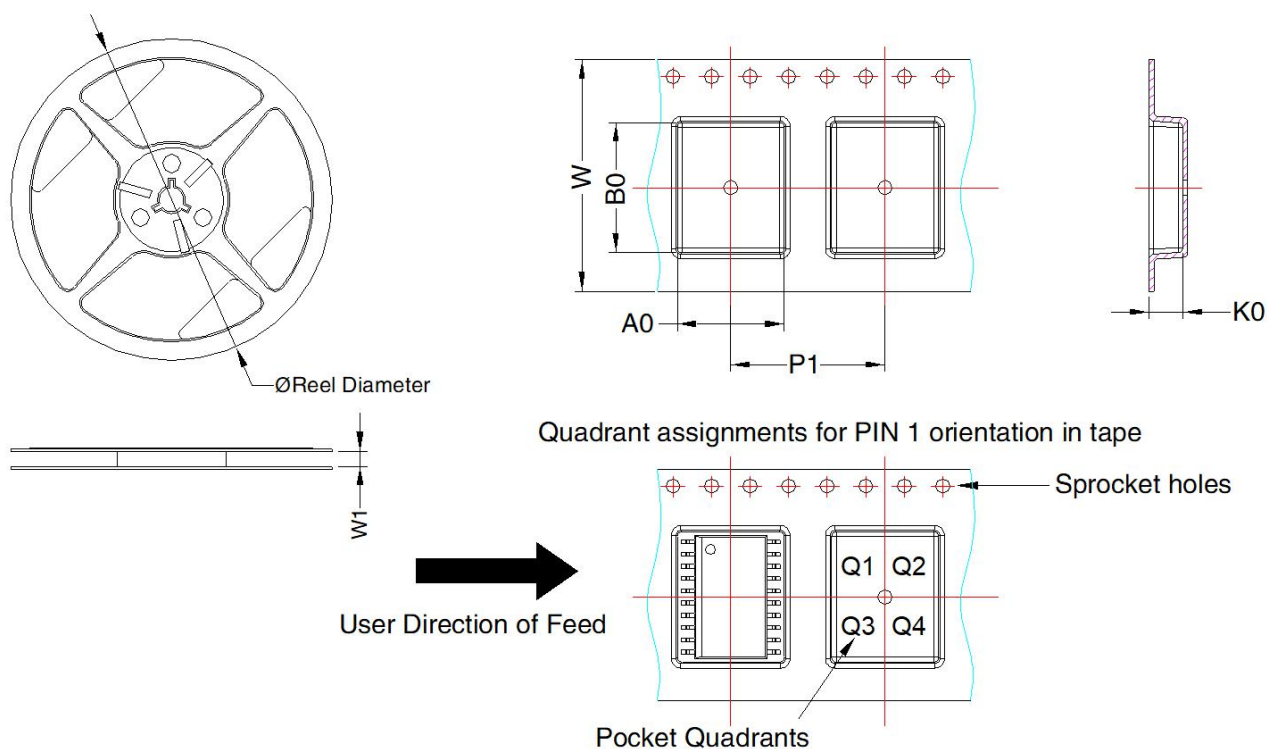 W
B0
A0
P1
K0
ØReel Diameter
W1
Quadrant assignments for PIN 1 orientation in tape
Sprocket holes
User Direction of Feed
Q1 Q2
Q3 Q4
Pocket Quadrants